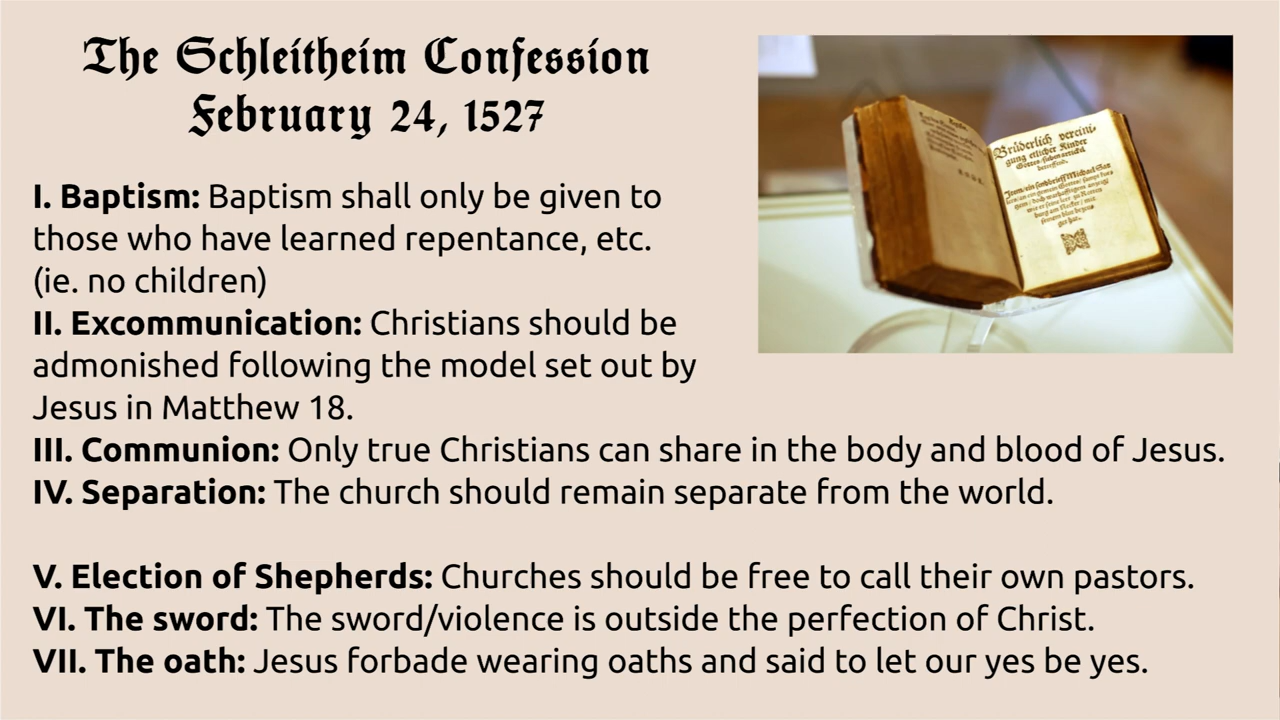 The Schleitheim Confession
February 24, 1527
I. Baptism: Baptism shall only be given to
those who have learned repentance, etc.
(ie. no children)
II. Excommunication: Christians should be
admonished following the model set out by
Jesus in Matthew 18.
III. Communion: Only true Christians can share in the body and blood of Jesus.
IV. Separation: The church should remain separate from the world.
V. Election of Shepherds: Churches should be free to call their own pastors.
VI. The sword: The sword/violence is outside the perfection of Christ.
VII. The oath: Jesus forbade wearing oaths and said to let our yes be yes.
Brüderlich vereini-
gung etlicher Kinder
Gottes/siben artickel
betreffend.